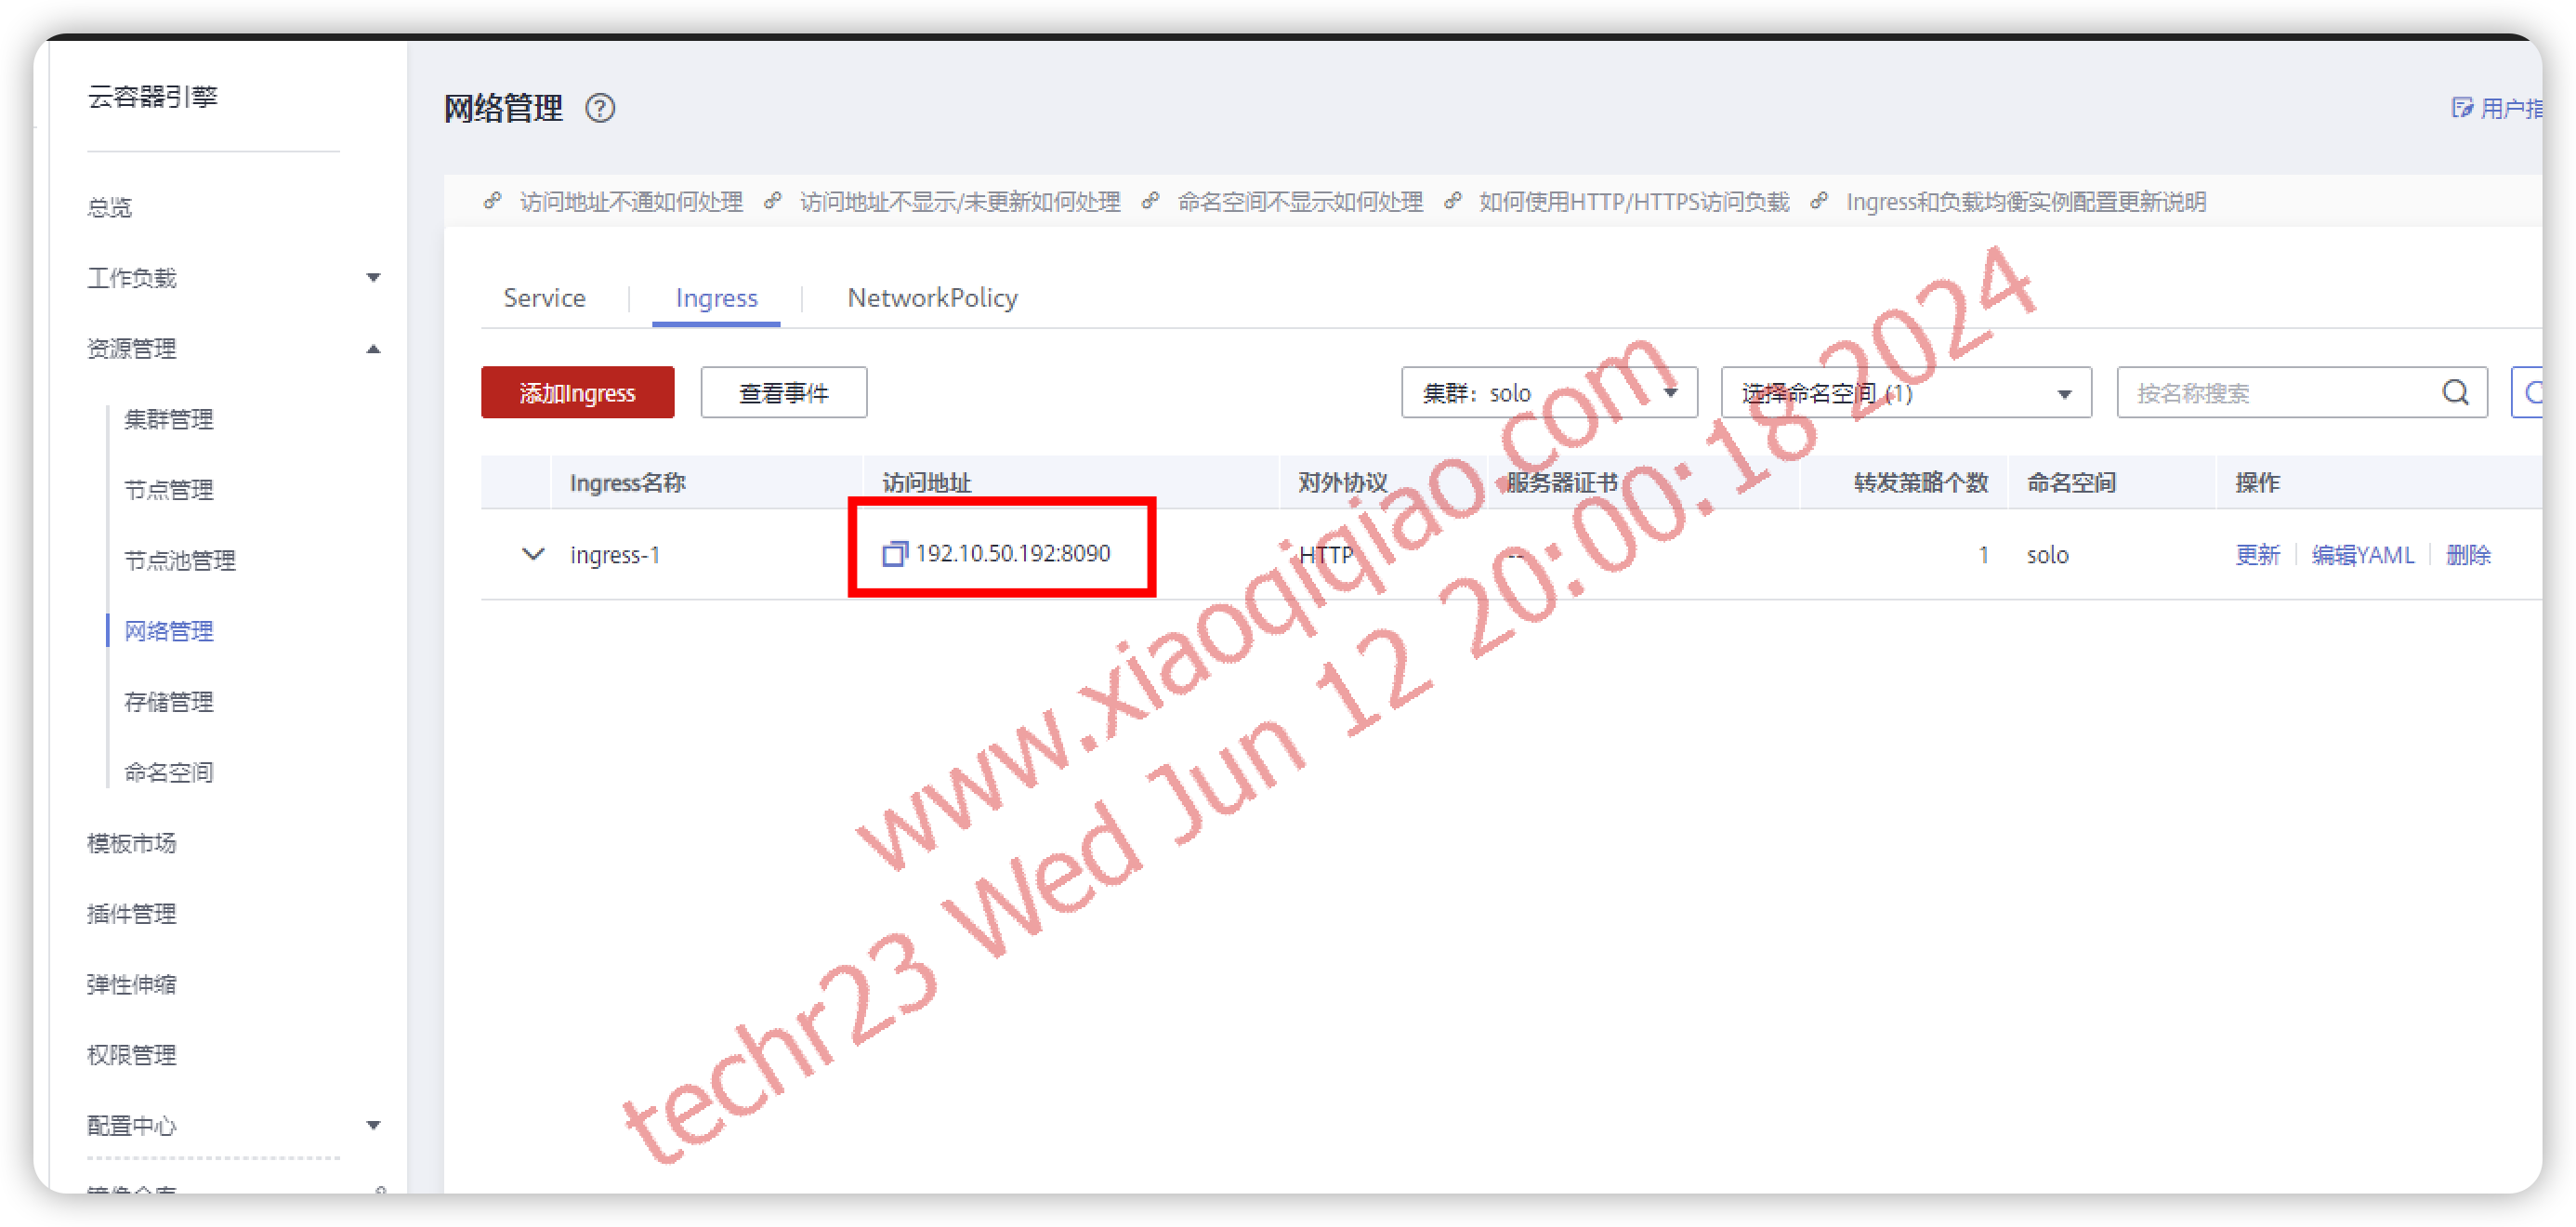 云容器引擎
总览
工作负载
资源管理
集群管理
节点管理
节点池管理
网络管理
存储管理
命名空间
模板市场
插件管理
弹性伸缩
权限管理
配置中心
网络管理
用户指
访问地址不通如何处理 访问地址不显示/未更新如何处理 命名空间不显示如何处理 如何使用HTTP/HTTPS访问负载 Ingress和负载均衡实例配置更新说明
Service Ingress NetworkPolicy
添加Ingress 查看事件 集群：solo 选择命名空间 (1) 按名称搜索
Ingress名称 访问地址 对外协议 服务器证书 转发策略个数 命名空间 操作
ingress-1 192.10.50.192:8090 HTTP -- 1 solo 更新 编辑YAML 删除
www.xiaoqiqiao.com
techr23 Wed Jun 12 20:00:18 2024